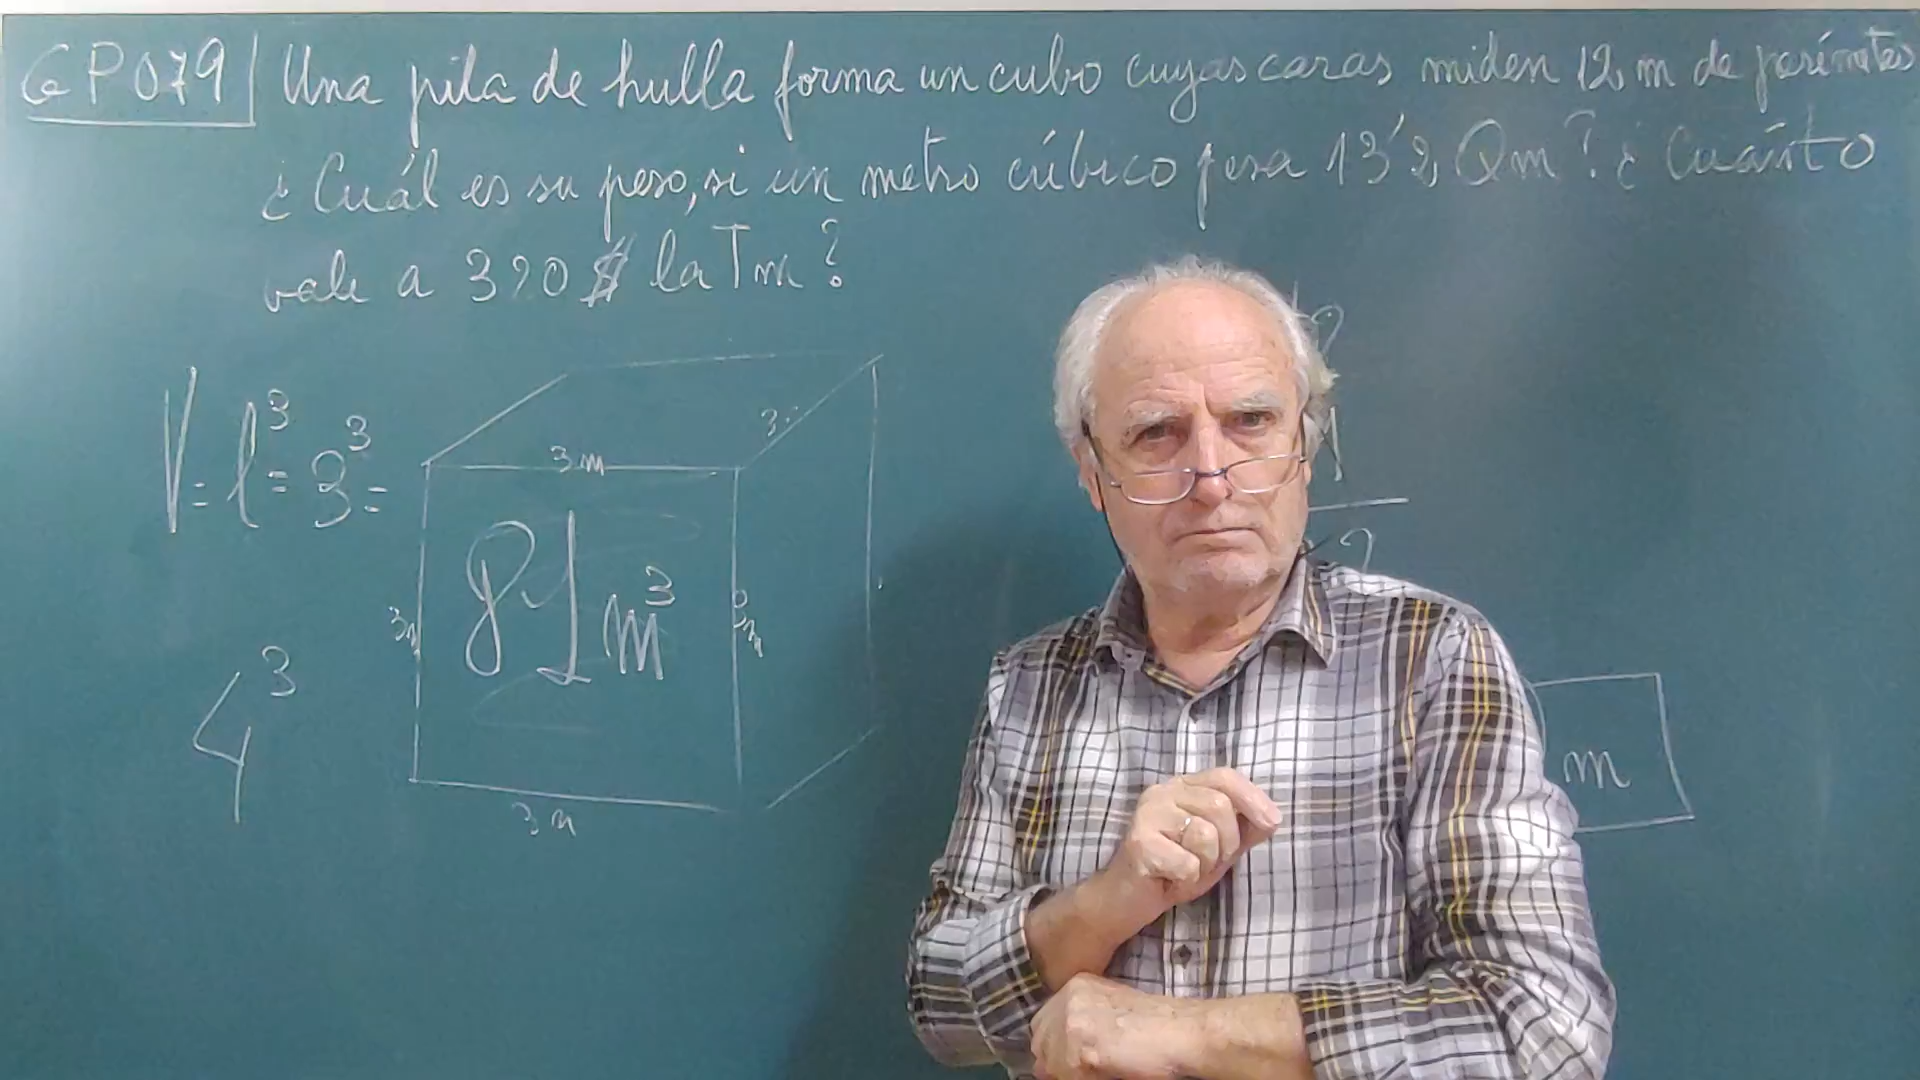 GP079 Una pila de hulla forma un cubo cuyas caras miden 12 m de perímetro
¿Cuál es su peso, si un metro cúbico pesa 13'2 Qm? ¿Cuánto
vale a 390 $ la Tm?
V = l³ = 3³ =
3 m
3
81 m³
3 m
3 m
3 m
4³
m